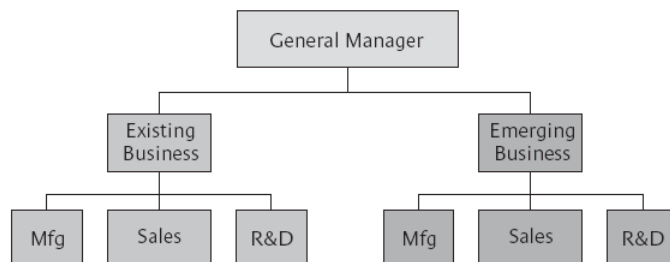 General Manager
Existing
Business
Emerging
Business
Mfg
Sales
R&D
Mfg
Sales
R&D